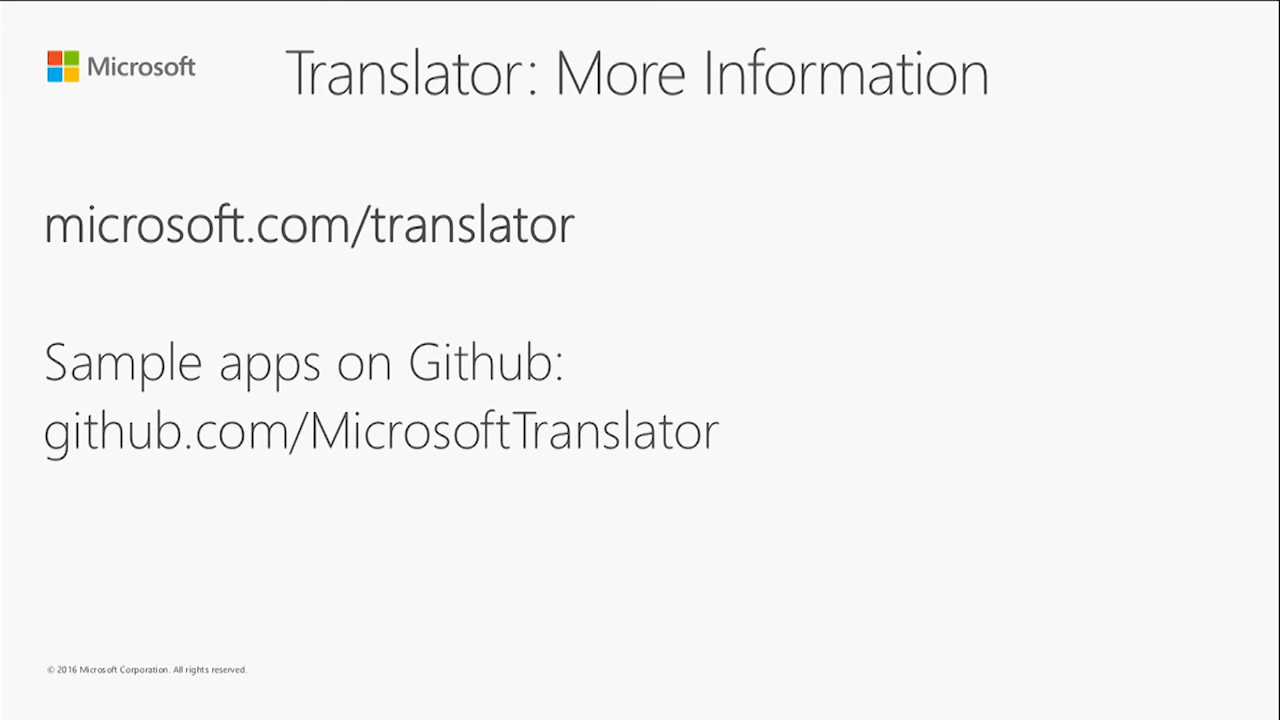 Microsoft
Translator: More Information
microsoft.com/translator
Sample apps on Github:
github.com/MicrosoftTranslator
© 2016 Microsoft Corporation. All rights reserved.